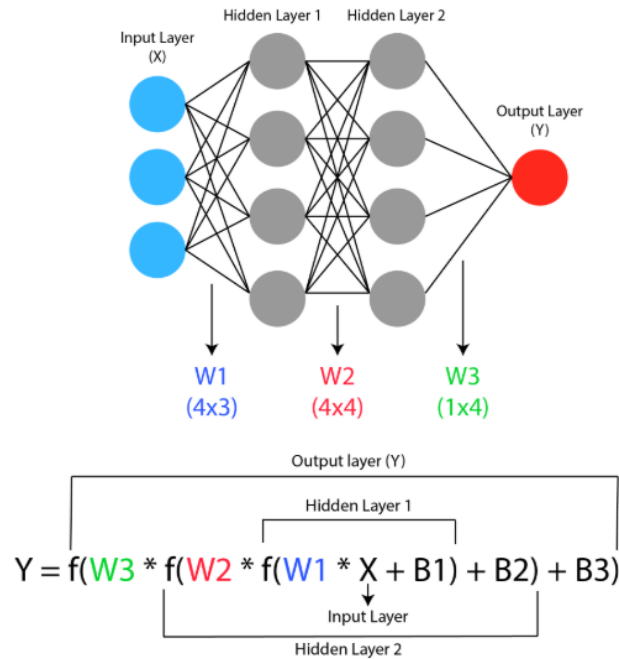 Hidden Layer 1
Hidden Layer 2
Input Layer
(X)
Output Layer
(Y)
W1
(4x3)
W2
(4x4)
W3
(1x4)
Output layer (Y)
Hidden Layer 1
Y = f(W3 * f(W2 * f(W1 * X + B1) + B2) + B3)
Input Layer
Hidden Layer 2